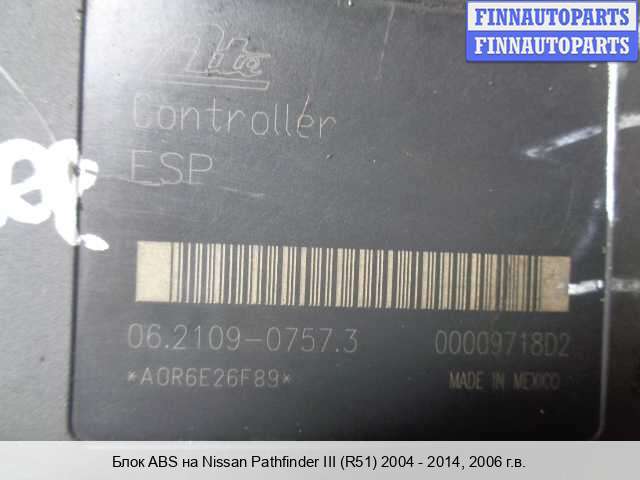 FINNAUTOPARTS
FINNAUTOPARTS
Ate
Controller
ESP
06.2109-0757.3
00009718D2
*A0R6E26F89*
MADE IN MEXICO
Блок ABS на Nissan Pathfinder III (R51) 2004 - 2014, 2006 г.в.